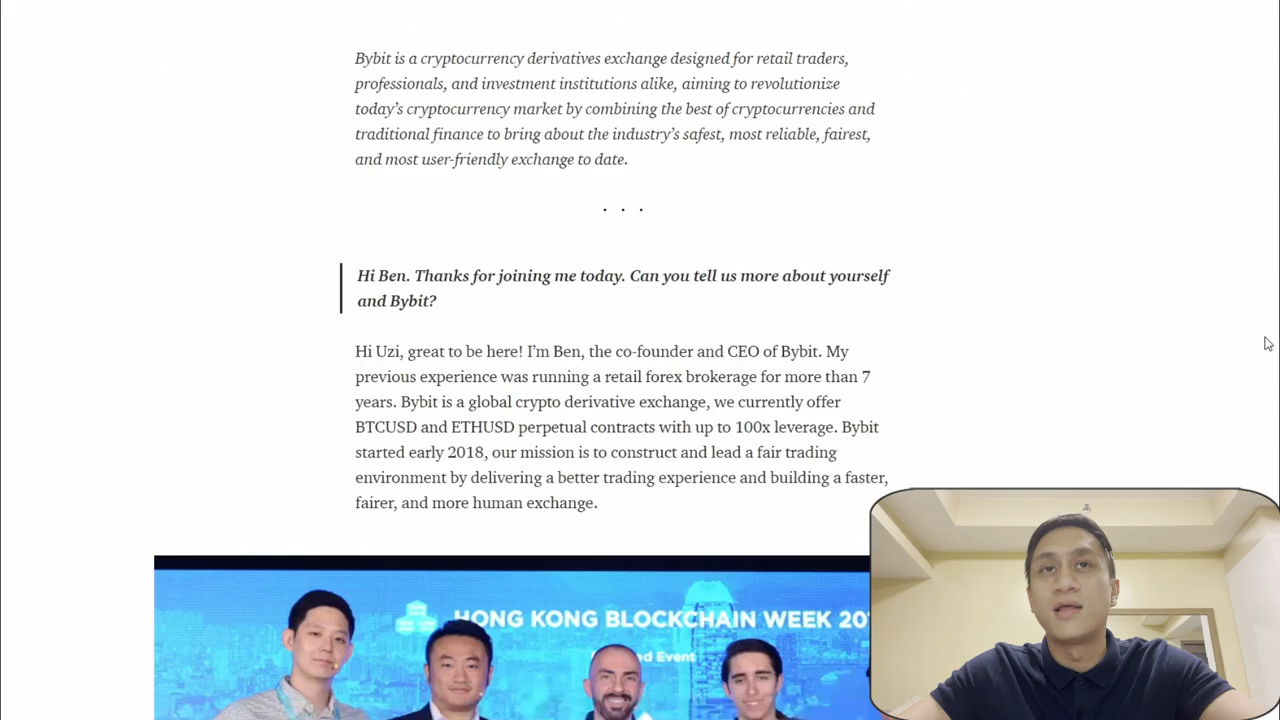 Bybit is a cryptocurrency derivatives exchange designed for retail traders,
professionals, and investment institutions alike, aiming to revolutionize
today’s cryptocurrency market by combining the best of cryptocurrencies and
traditional finance to bring about the industry’s safest, most reliable, fairest,
and most user-friendly exchange to date.
. . .
Hi Ben. Thanks for joining me today. Can you tell us more about yourself
and Bybit?
Hi Uzi, great to be here! I’m Ben, the co-founder and CEO of Bybit. My
previous experience was running a retail forex brokerage for more than 7
years. Bybit is a global crypto derivative exchange, we currently offer
BTCUSD and ETHUSD perpetual contracts with up to 100x leverage. Bybit
started early 2018, our mission is to construct and lead a fair trading
environment by delivering a better trading experience and building a faster,
fairer, and more human exchange.
HONG KONG BLOCKCHAIN WEEK 20
Event